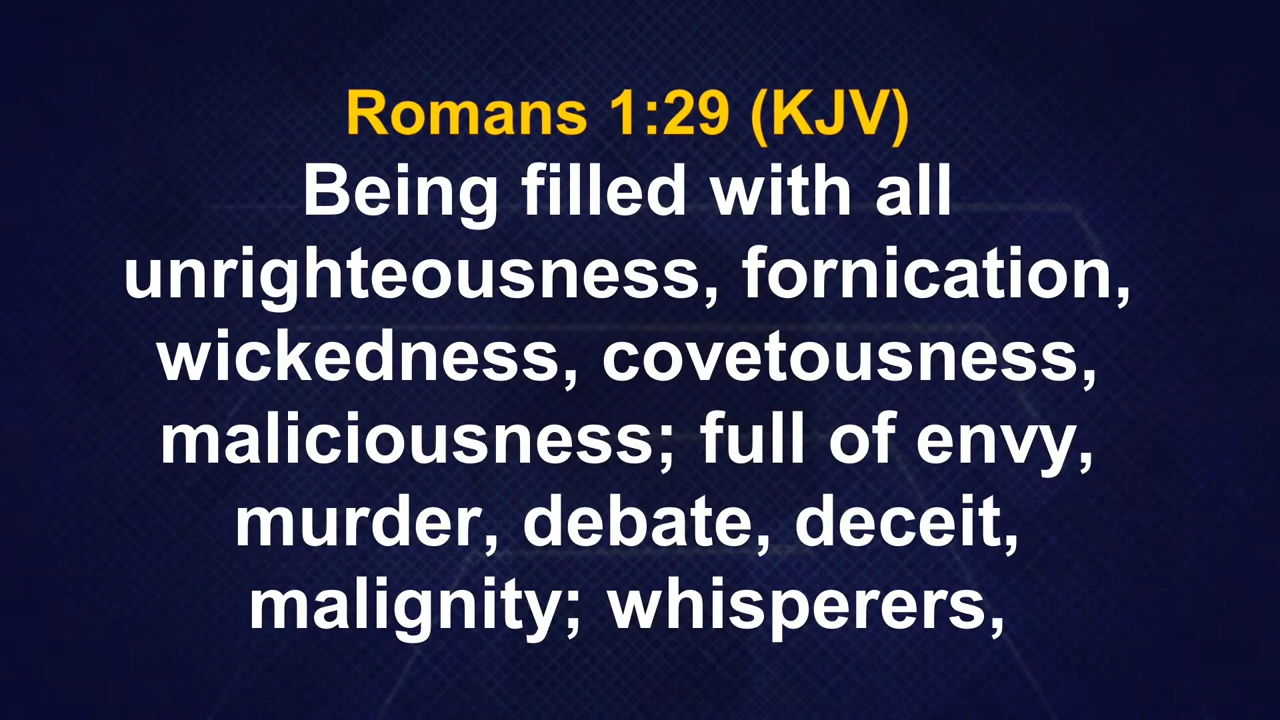 Romans 1:29 (KJV)
Being filled with all
unrighteousness, fornication,
wickedness, covetousness,
maliciousness; full of envy,
murder, debate, deceit,
malignity; whisperers,